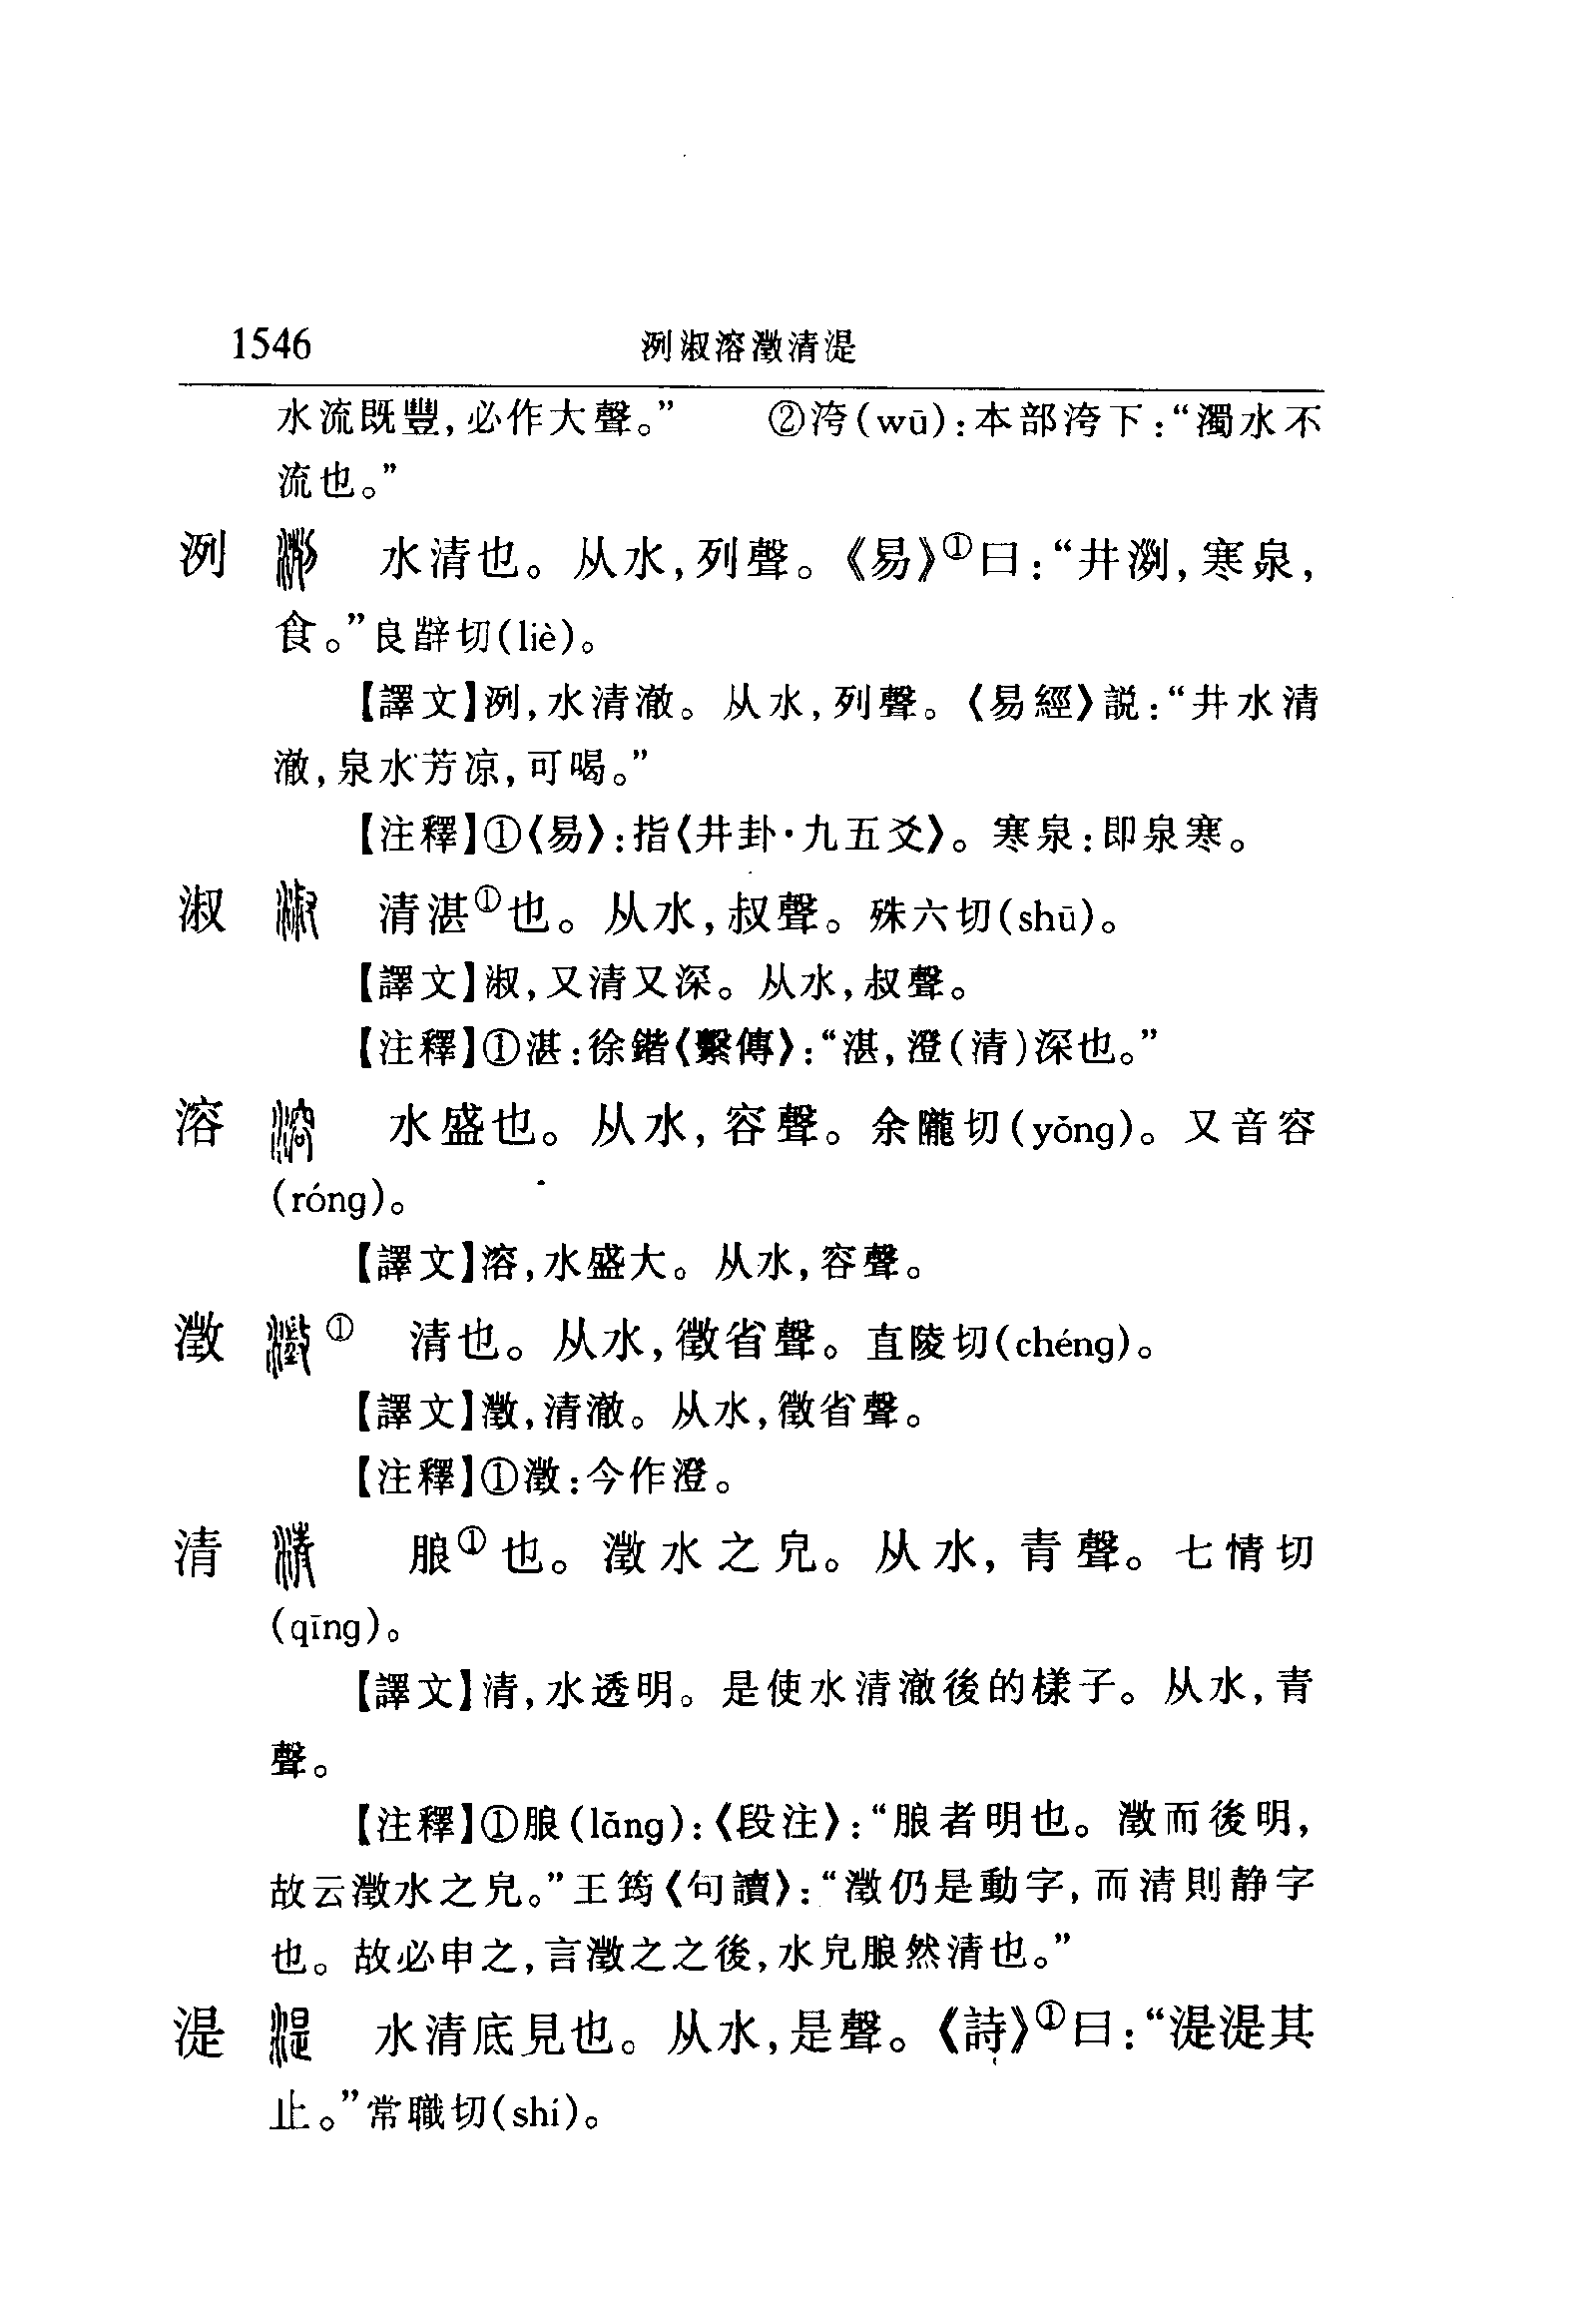 1546
洌淑溶澂清湜
水流既豐,必作大聲。” ②洿(wū):本部洿下:“濁水不
流也。”
洌 水清也。从水,列聲。《易》①曰:“井洌,寒泉,
食。”良辥切(liè)。
【譯文】洌,水清澈。从水,列聲。《易經》説:“井水清
澈,泉水芳凉,可喝。”
【注釋】①《易》:指《井卦·九五爻》。寒泉:即泉寒。
淑 清湛①也。从水,叔聲。殊六切(shū)。
【譯文】淑,又清又深。从水,叔聲。
【注釋】①湛:徐鍇《繫傳》:“湛,澄(清)深也。”
溶 水盛也。从水,容聲。余隴切(yǒng)。又音容
(róng)。
【譯文】溶,水盛大。从水,容聲。
澂 ① 清也。从水,徵省聲。直陵切(chéng)。
【譯文】澂,清澈。从水,徵省聲。
【注釋】①澂:今作澄。
清 朖①也。澂水之皃。从水,青聲。七情切
(qīng)。
【譯文】清,水透明。是使水清澈後的樣子。从水,青
聲。
【注釋】①朖(lǎng):《段注》:“朖者明也。澂而後明,
故云澂水之皃。”王筠《句讀》:“澂仍是動字,而清則静字
也。故必申之,言澂之之後,水皃朖然清也。”
湜 水清底見也。从水,是聲。《詩》①曰:“湜湜其
止。”常職切(shí)。